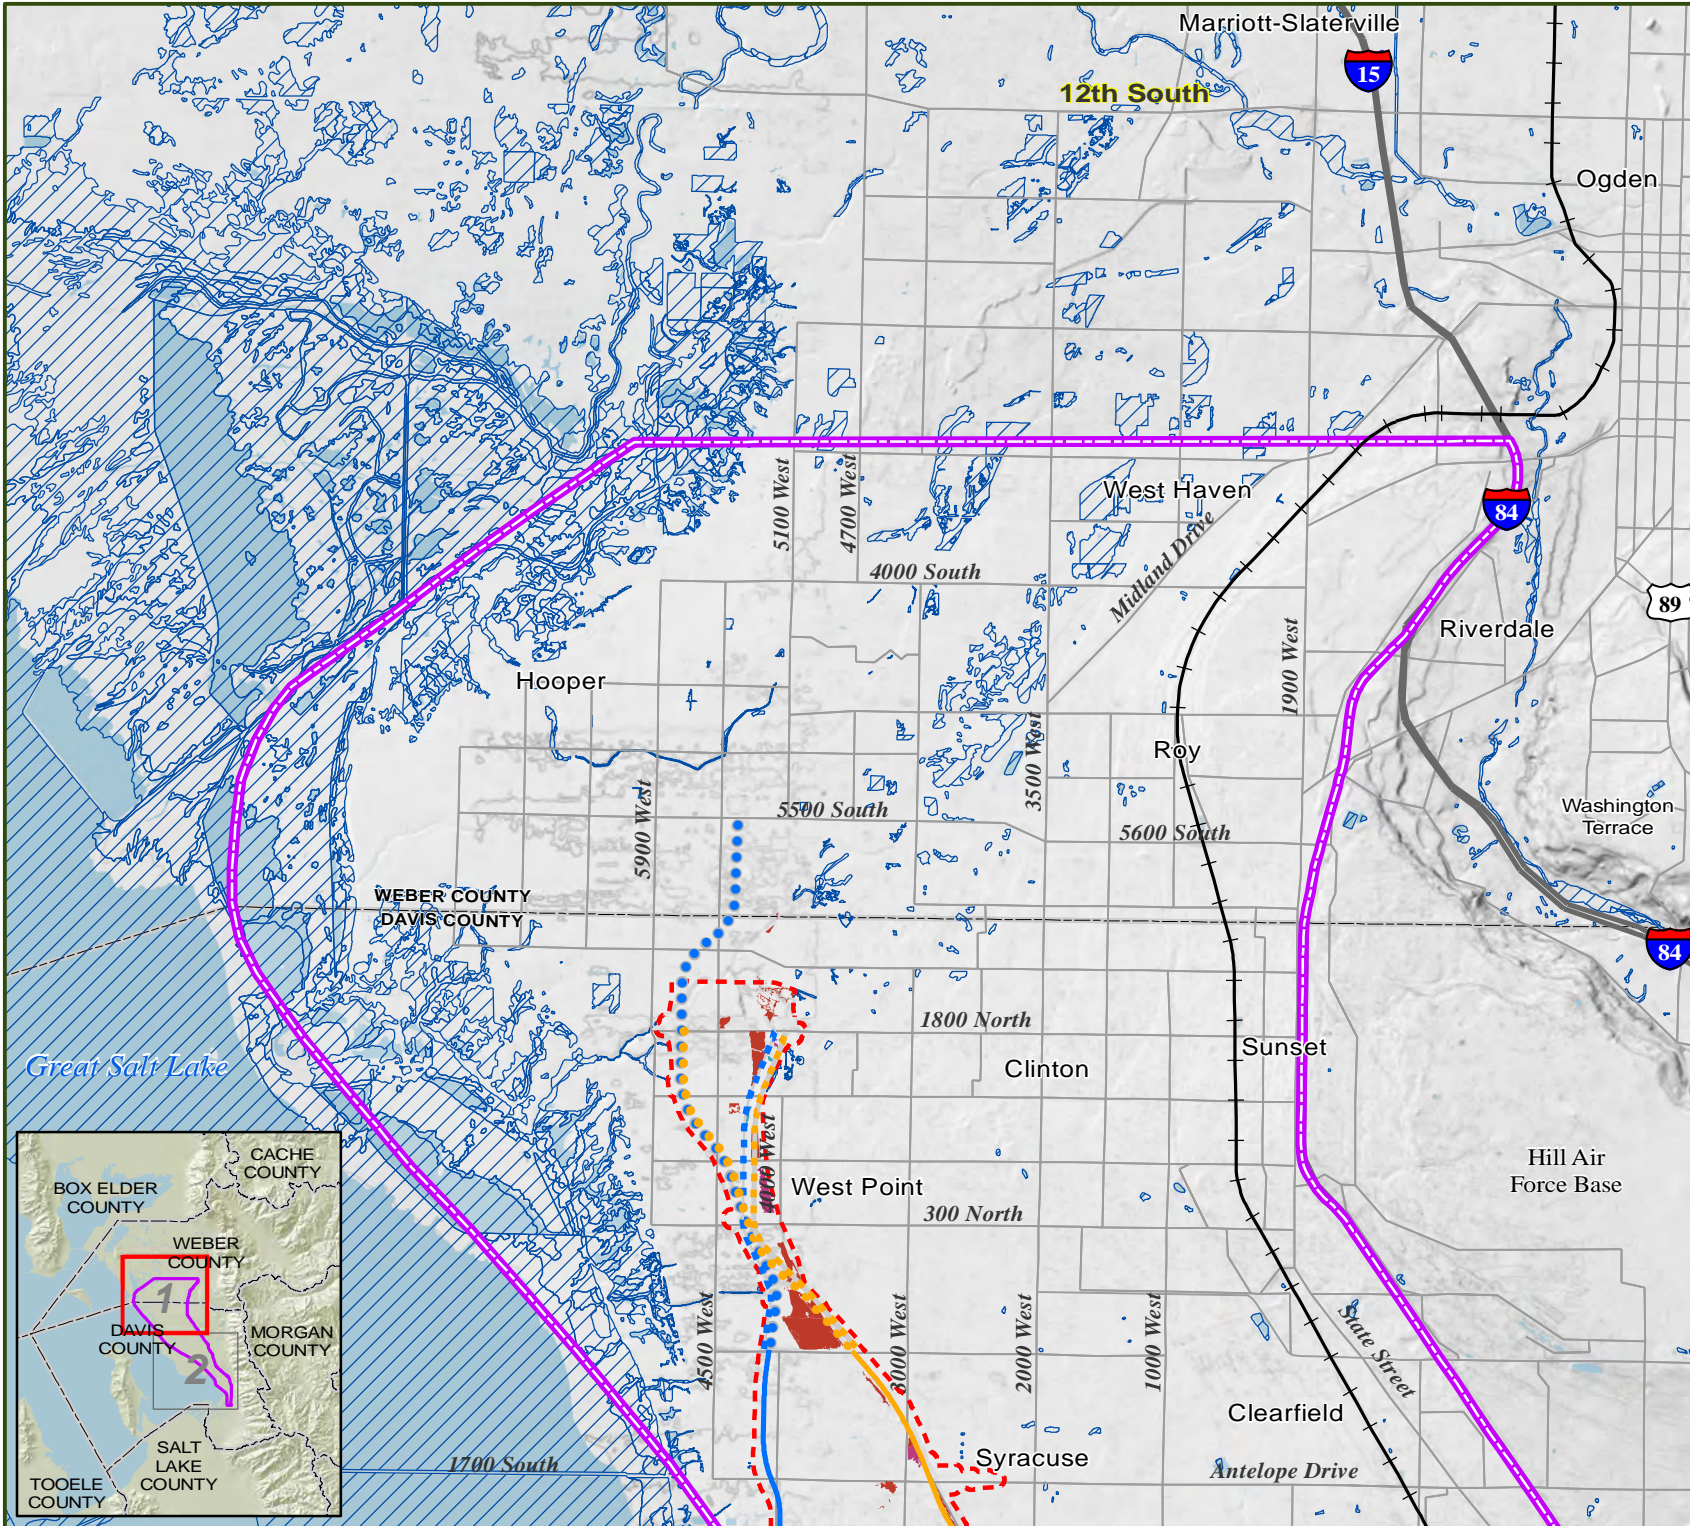 Marriott-Slaterville
15
12th South
Ogden
5100 West
4700 West
West Haven
84
Midland Drive
4000 South
89
Riverdale
1900 West
Hooper
3500 West
Roy
5900 West
5500 South
5600 South
Washington
Terrace
WEBER COUNTY
DAVIS COUNTY
84
1800 North
Sunset
Great Salt Lake
Clinton
4000 West
Hill Air
Force Base
West Point
300 North
4500 West
3000 West
2000 West
1000 West
State Street
Clearfield
Syracuse
1700 South
Antelope Drive
CACHE
COUNTY
BOX ELDER
COUNTY
WEBER
COUNTY
1
DAVIS
COUNTY
MORGAN
COUNTY
2
SALT
LAKE
COUNTY
TOOELE
COUNTY